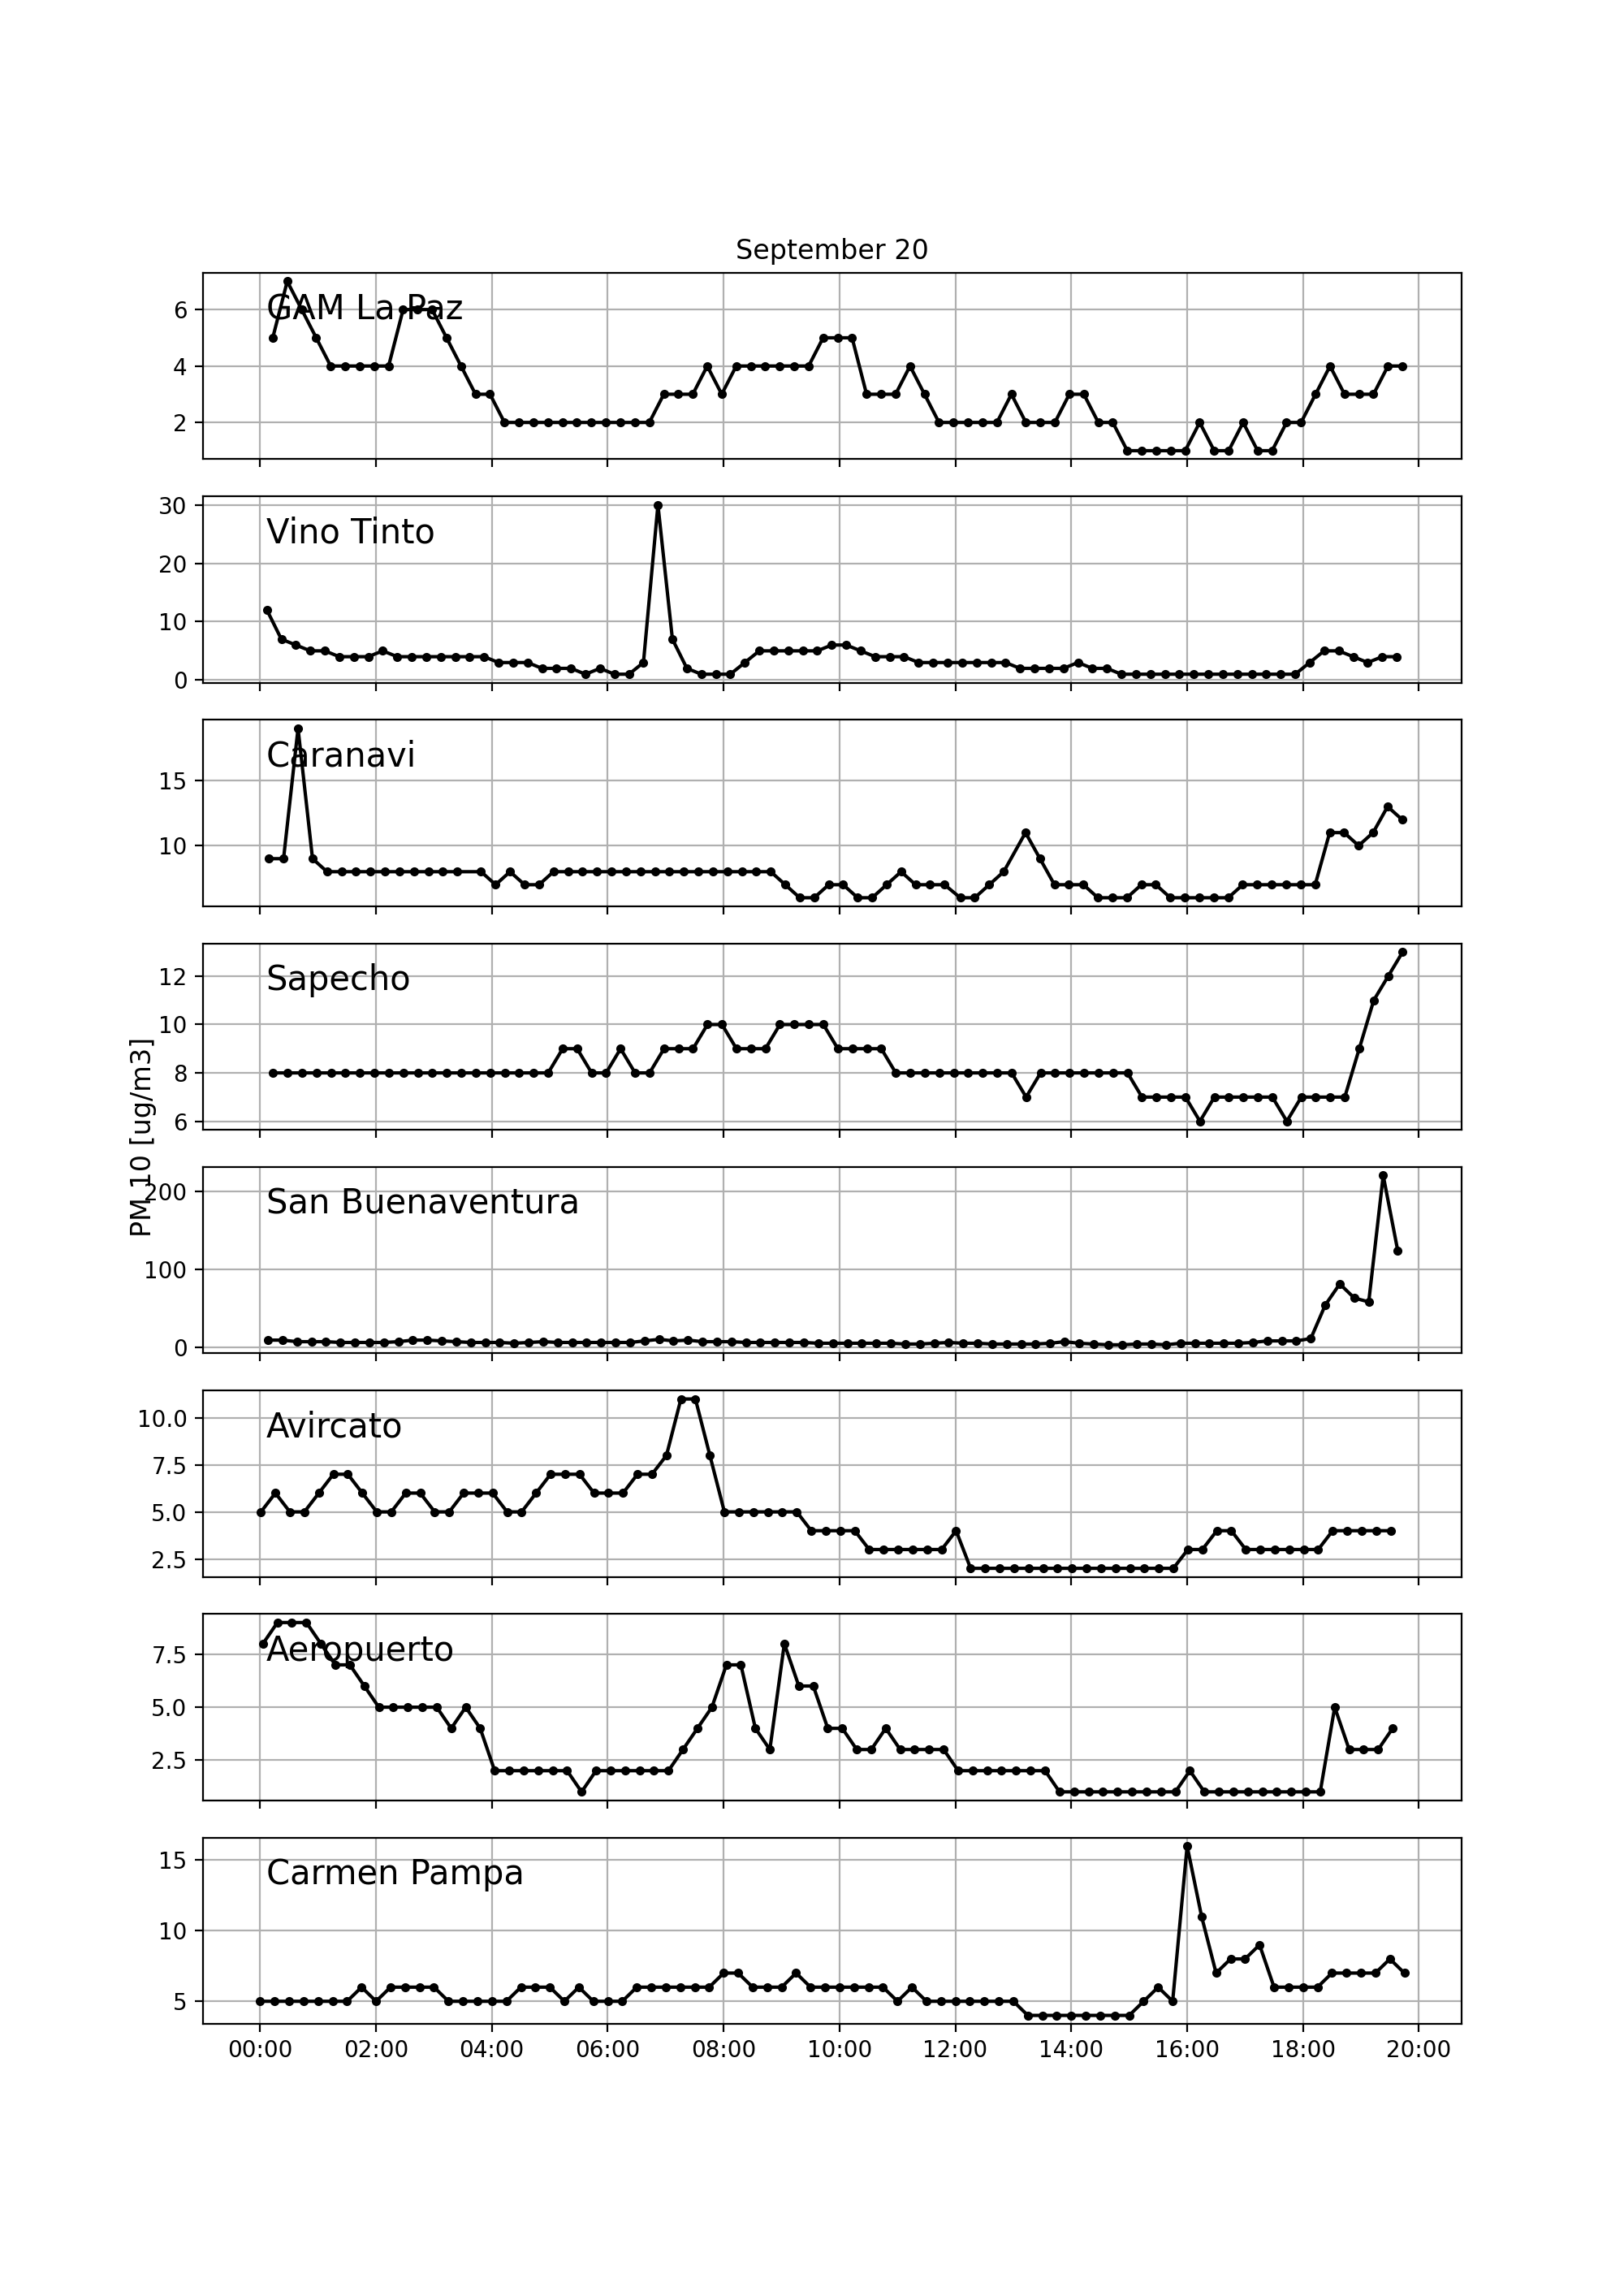 September 20
PM 10 [ug/m3]
GAM La Paz
6
4
2
Vino Tinto
30
20
10
0
Caranavi
15
10
Sapecho
12
10
8
6
San Buenaventura
200
100
0
Avircato
10.0
7.5
5.0
2.5
Aeropuerto
7.5
5.0
2.5
Carmen Pampa
15
10
5
00:00 02:00 04:00 06:00 08:00 10:00 12:00 14:00 16:00 18:00 20:00